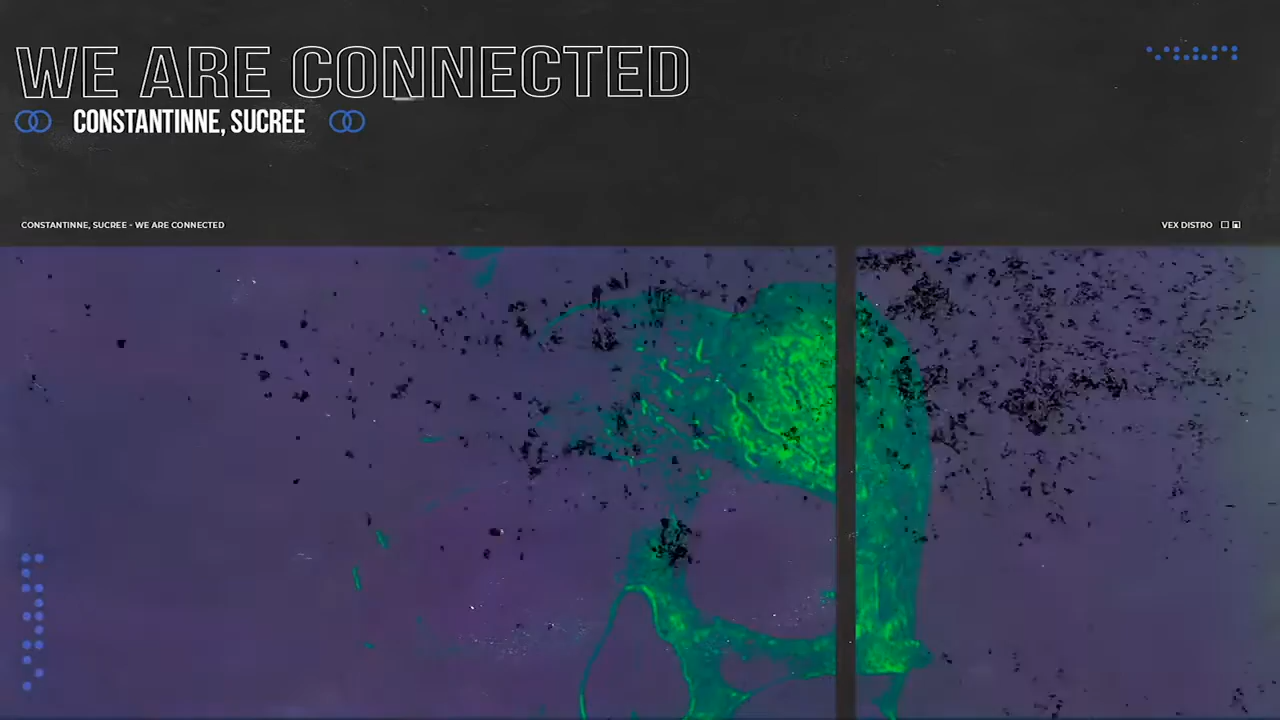 WE ARE CONNECTED
CONSTANTINNE, SUCREE
CONSTANTINNE, SUCREE - WE ARE CONNECTED
VEX DISTRO